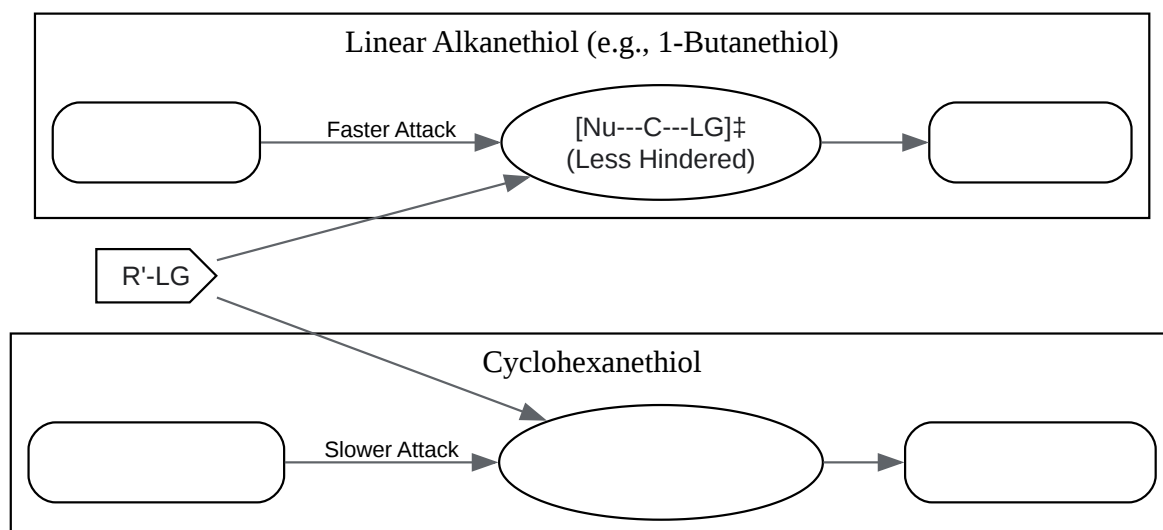 Linear Alkanethiol (e.g., 1-Butanethiol)
Faster Attack
[Nu---C---LG]‡
(Less Hindered)
R'-LG
Cyclohexanethiol
Slower Attack